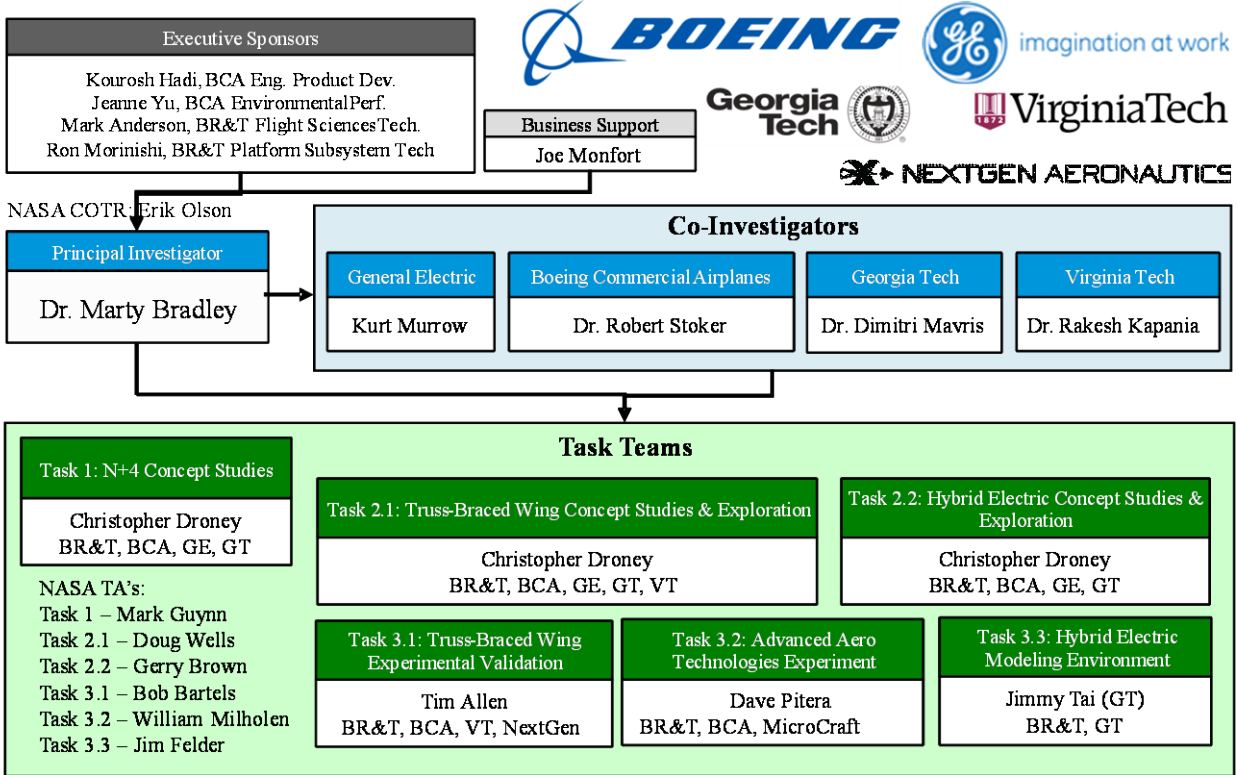 Executive Sponsors
Kourosh Hadi, BCA Eng. Product Dev.
Jeanne Yu, BCA EnvironmentalPerf.
Mark Anderson, BR&T Flight SciencesTech.
Ron Morinishi, BR&T Platform Subsystem Tech
Business Support
Joe Monfort
BOEING
GE
imagination at work
Georgia
Tech
1872
VirginiaTech
NEXTGEN AERONAUTICS
NASA COTR: Erik Olson
Principal Investigator
Dr. Marty Bradley
Co-Investigators
General Electric
Kurt Murrow
Boeing Commercial Airplanes
Dr. Robert Stoker
Georgia Tech
Dr. Dimitri Mavris
Virginia Tech
Dr. Rakesh Kapania
Task Teams
Task 1: N+4 Concept Studies
Christopher Droney
BR&T, BCA, GE, GT
Task 2.1: Truss-Braced Wing Concept Studies & Exploration
Christopher Droney
BR&T, BCA, GE, GT, VT
Task 2.2: Hybrid Electric Concept Studies &
Exploration
Christopher Droney
BR&T, BCA, GE, GT
NASA TA's:
Task 1 – Mark Guynn
Task 2.1 – Doug Wells
Task 2.2 – Gerry Brown
Task 3.1 – Bob Bartels
Task 3.2 – William Milholen
Task 3.3 – Jim Felder
Task 3.1: Truss-Braced Wing
Experimental Validation
Tim Allen
BR&T, BCA, VT, NextGen
Task 3.2: Advanced Aero
Technologies Experiment
Dave Pitera
BR&T, BCA, MicroCraft
Task 3.3: Hybrid Electric
Modeling Environment
Jimmy Tai (GT)
BR&T, GT